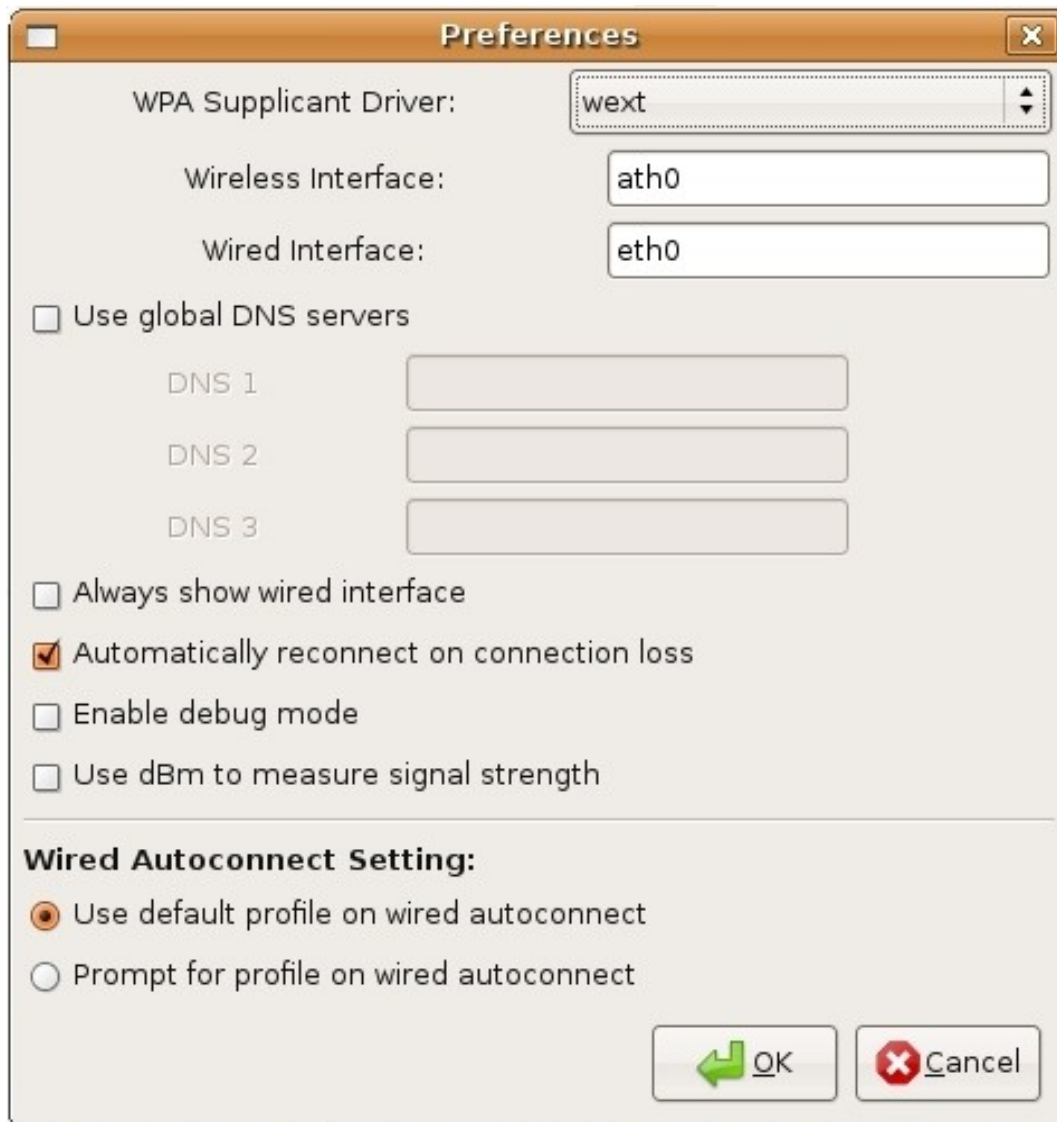 Preferences
WPA Supplicant Driver: wext
Wireless Interface: ath0
Wired Interface: eth0
Use global DNS servers
DNS 1
DNS 2
DNS 3
Always show wired interface
Automatically reconnect on connection loss
Enable debug mode
Use dBm to measure signal strength
Wired Autoconnect Setting:
Use default profile on wired autoconnect
Prompt for profile on wired autoconnect
OK Cancel